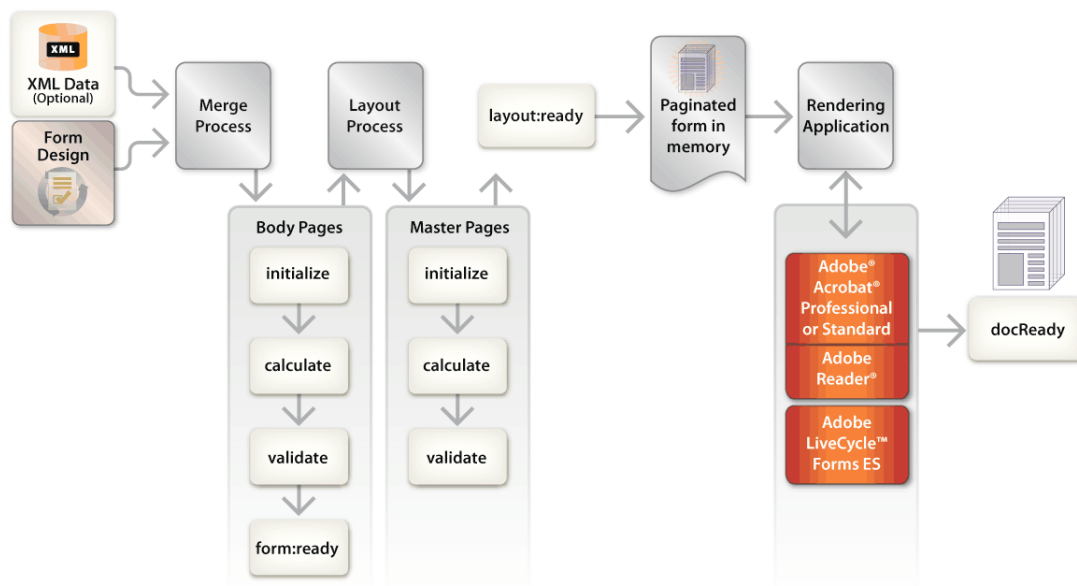 XML
XML Data
(Optional)
Form
Design
Merge
Process
Layout
Process
layout:ready
Paginated
form in
memory
Rendering
Application
Body Pages
initialize
calculate
validate
form:ready
Master Pages
initialize
calculate
validate
Adobe®
Acrobat®
Professional
or Standard
Adobe
Reader®
Adobe
LiveCycle™
Forms ES
docReady